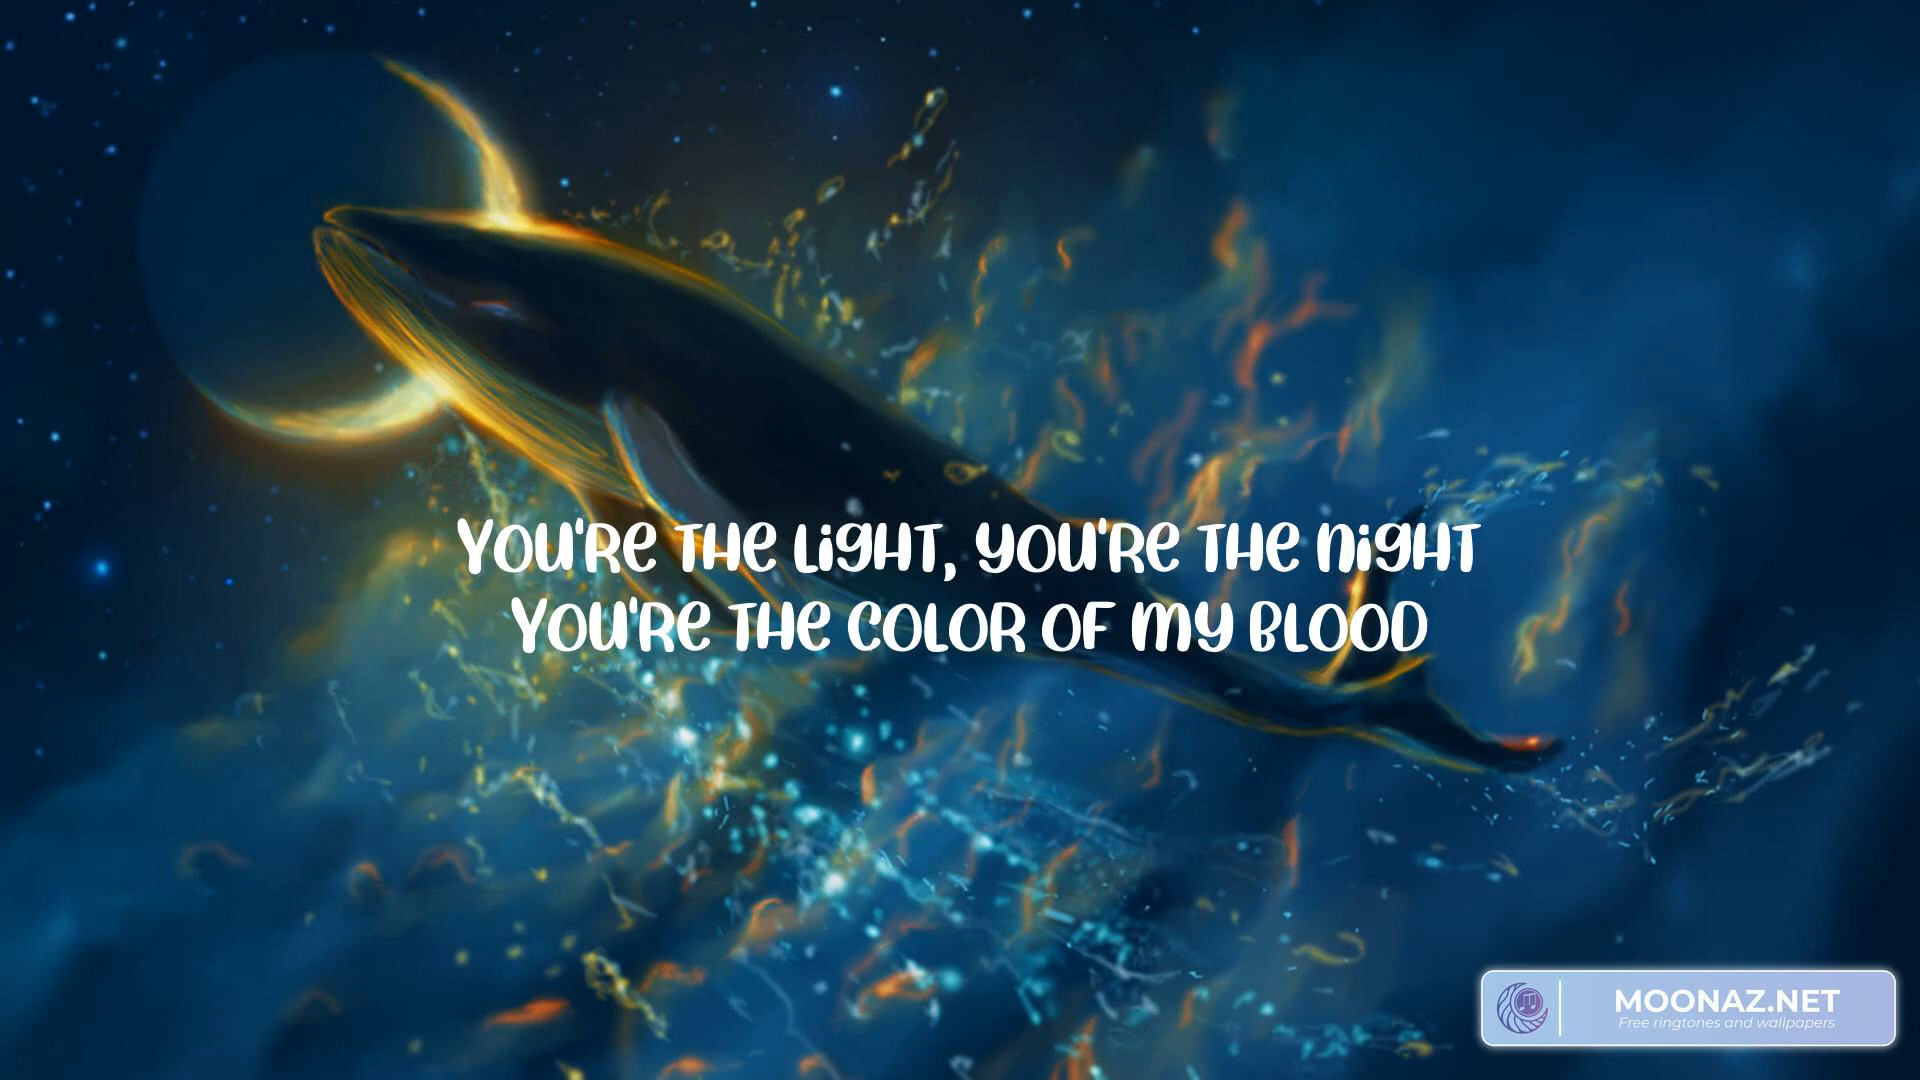 You're the light, you're the night
You're the color of my blood
MOONAZ.NET
Free ringtones and wallpapers